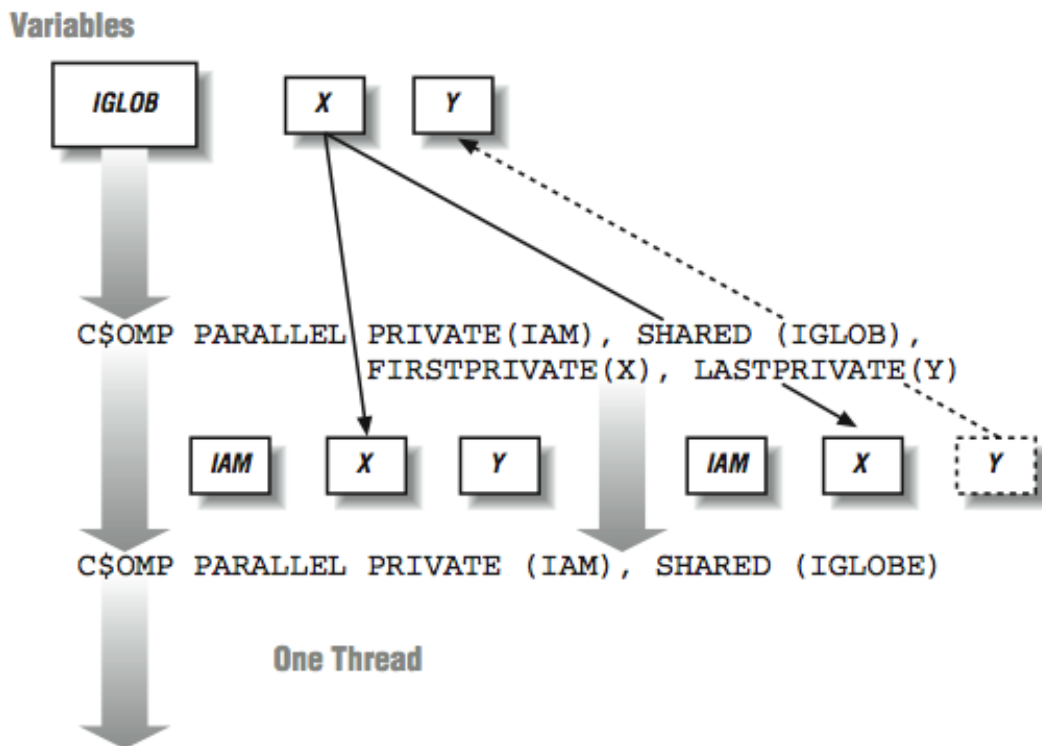 Variables
IGLOB X Y
C$OMP PARALLEL PRIVATE(IAM), SHARED (IGLOB),
FIRSTPRIVATE(X), LASTPRIVATE(Y)
IAM X Y IAM X Y
C$OMP PARALLEL PRIVATE (IAM), SHARED (IGLOBE)
One Thread